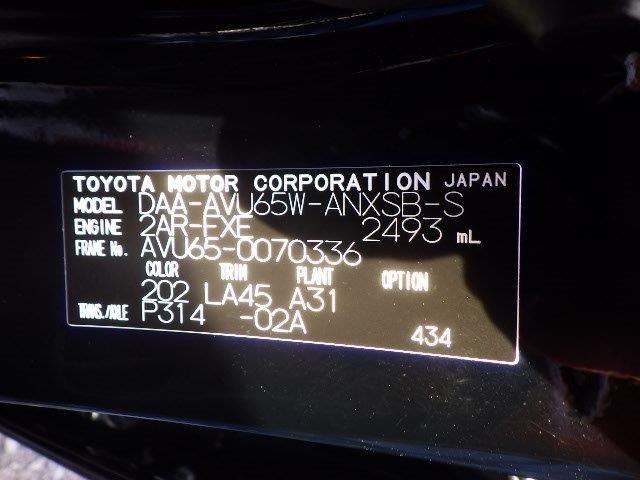 TOYOTA MOTOR CORPORATION JAPAN
MODEL DAA-AVU65W-ANXSB-S
ENGINE 2AR-FXE 2493 mL
FRAME No. AVU65-0070336
COLOR TRIM PLANT OPTION
202 LA45 A31
TRANS./AXLE P314 -02A 434